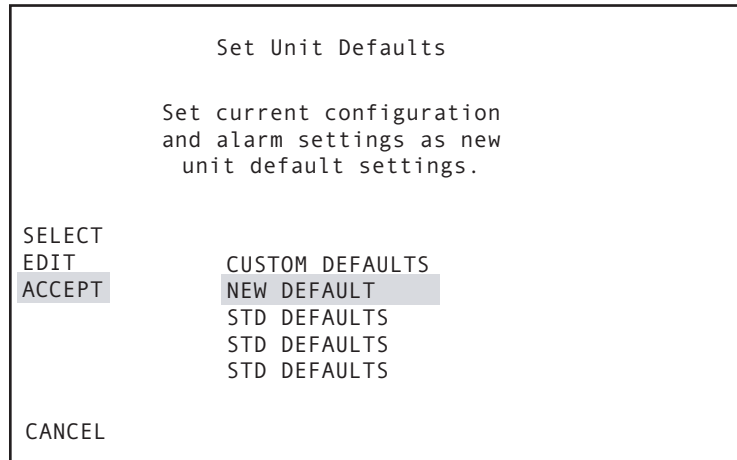 Set Unit Defaults
Set current configuration
and alarm settings as new
unit default settings.
SELECT
EDIT
ACCEPT
CUSTOM DEFAULTS
NEW DEFAULT
STD DEFAULTS
STD DEFAULTS
STD DEFAULTS
CANCEL